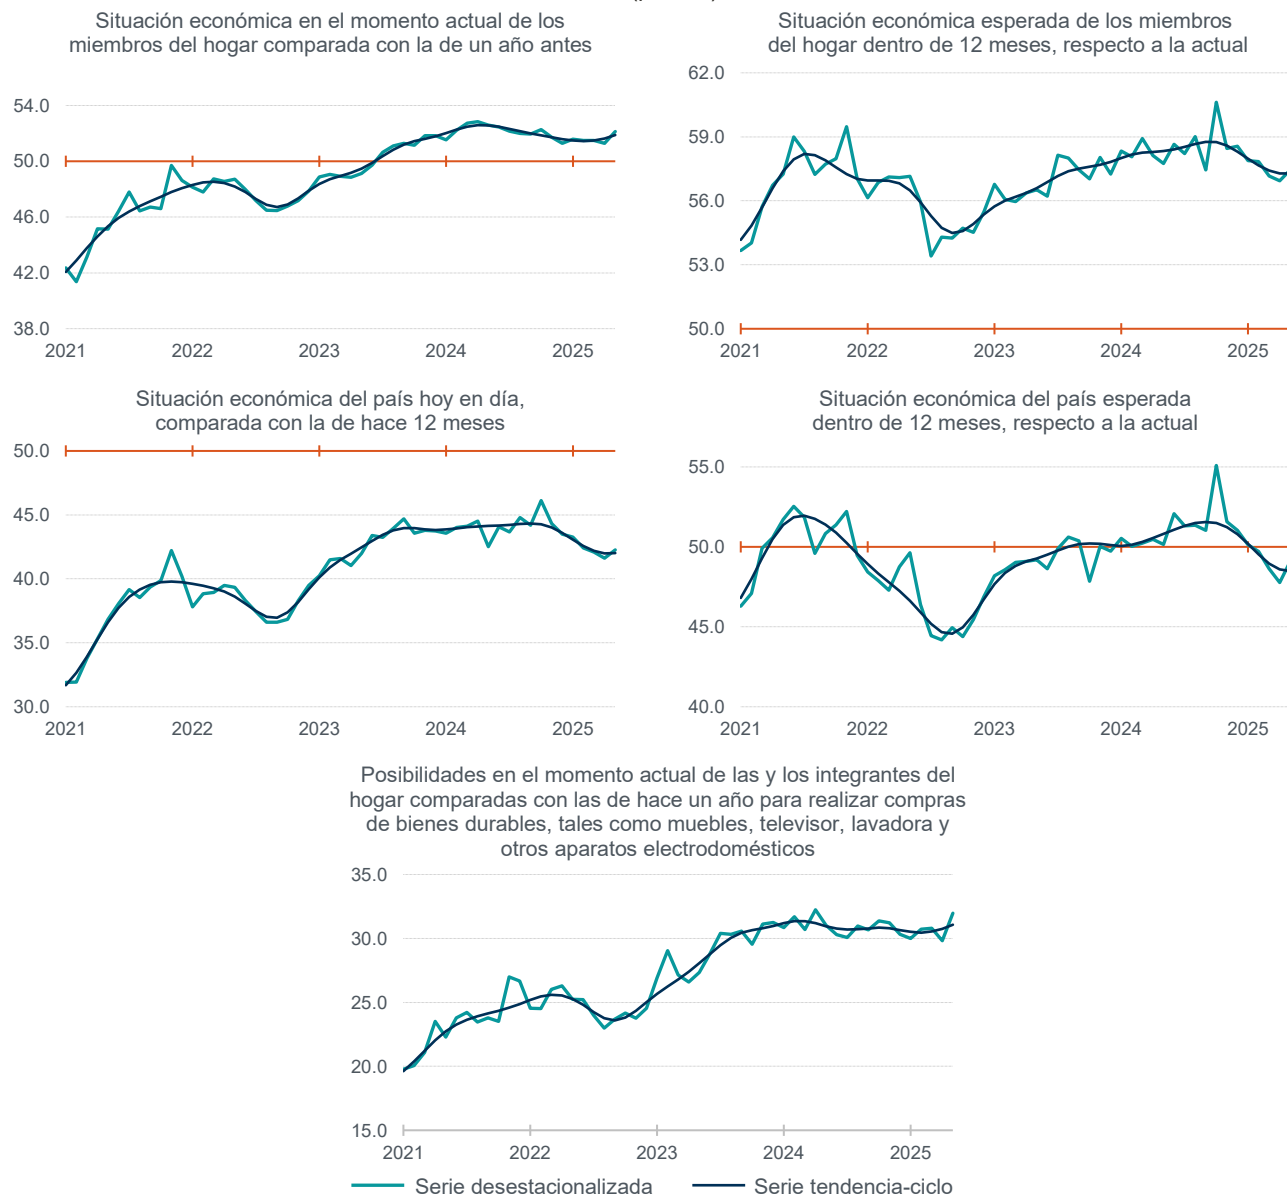 Situación económica en el momento actual de los
miembros del hogar comparada con la de un año antes
54.0
50.0
46.0
42.0
38.0
2021 2022 2023 2024 2025
Situación económica esperada de los miembros
del hogar dentro de 12 meses, respecto a la actual
62.0
59.0
56.0
53.0
50.0
2021 2022 2023 2024 2025
Situación económica del país hoy en día,
comparada con la de hace 12 meses
50.0
45.0
40.0
35.0
30.0
2021 2022 2023 2024 2025
Situación económica del país esperada
dentro de 12 meses, respecto a la actual
55.0
50.0
45.0
40.0
2021 2022 2023 2024 2025
Posibilidades en el momento actual de las y los integrantes del
hogar comparadas con las de hace un año para realizar compras
de bienes durables, tales como muebles, televisor, lavadora y
otros aparatos electrodomésticos
35.0
30.0
25.0
20.0
15.0
2021 2022 2023 2024 2025
Serie desestacionalizada Serie tendencia-ciclo